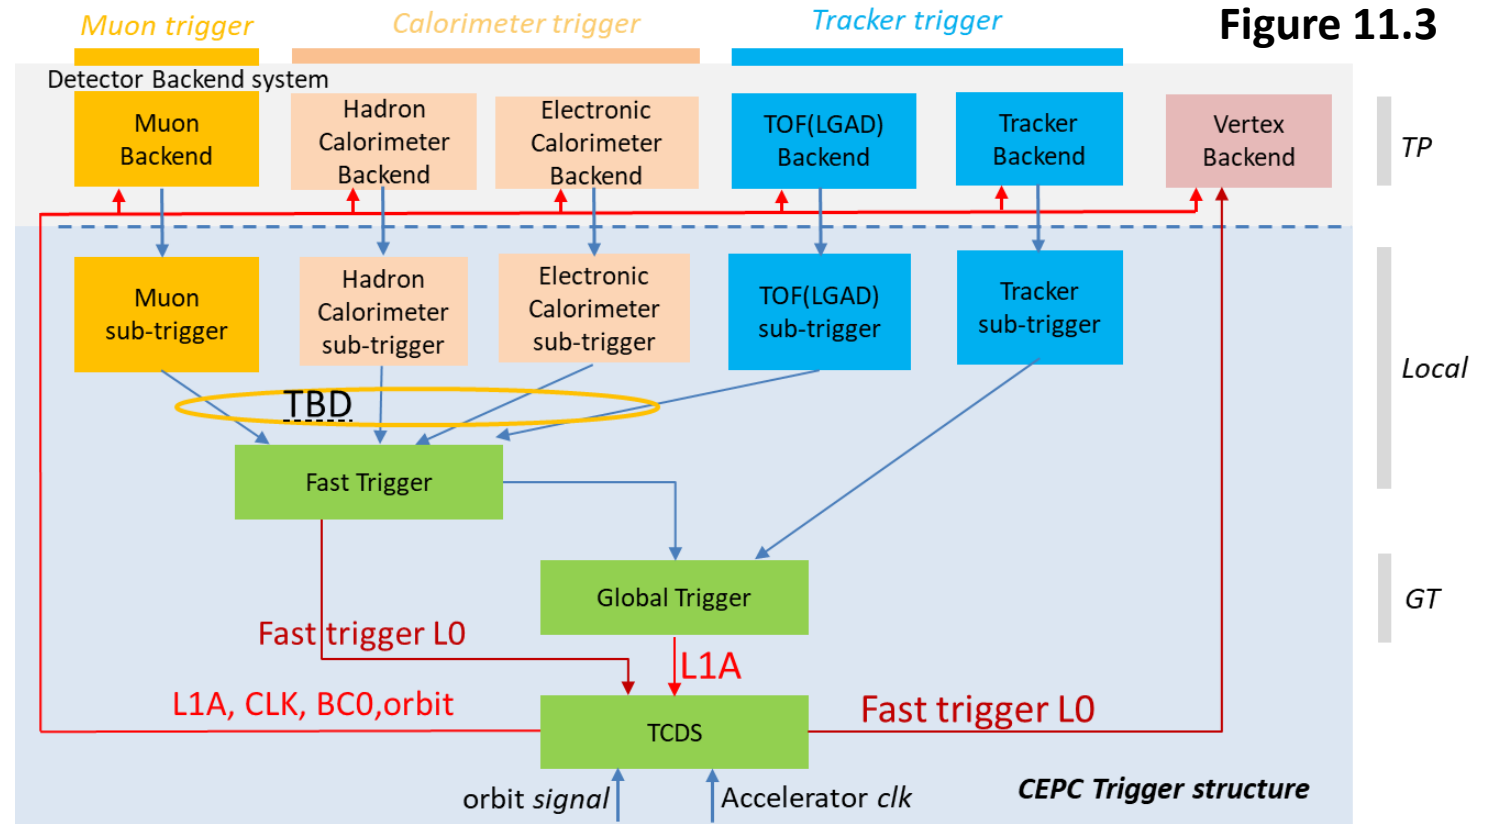 Muon trigger
Calorimeter trigger
Tracker trigger
Figure 11.3
Detector Backend system
Muon
Backend
Hadron
Calorimeter
Backend
Electronic
Calorimeter
Backend
TOF(LGAD)
Backend
Tracker
Backend
Vertex
Backend
TP
Muon
sub-trigger
Hadron
Calorimeter
sub-trigger
Electronic
Calorimeter
sub-trigger
TOF(LGAD)
sub-trigger
Tracker
sub-trigger
Local
TBD
Fast Trigger
Global Trigger
GT
Fast trigger L0
L1A
L1A, CLK, BC0,orbit
TCDS
Fast trigger L0
orbit signal
Accelerator clk
CEPC Trigger structure